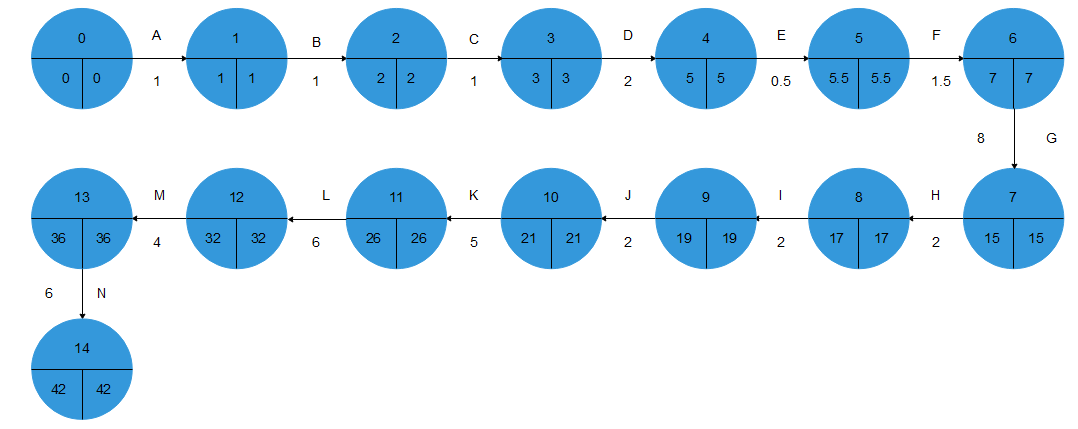 0 A 1 B 2 C 3 D 4 E 5 F 6
0 0 1 1 1 1 2 2 1 3 3 2 5 5 0.5 5.5 5.5 1.5 7 7
8 G
13 M 12 L 11 K 10 J 9 I 8 H 7
36 36 4 32 32 6 26 26 5 21 21 2 19 19 2 17 17 2 15 15
6 N
14
42 42